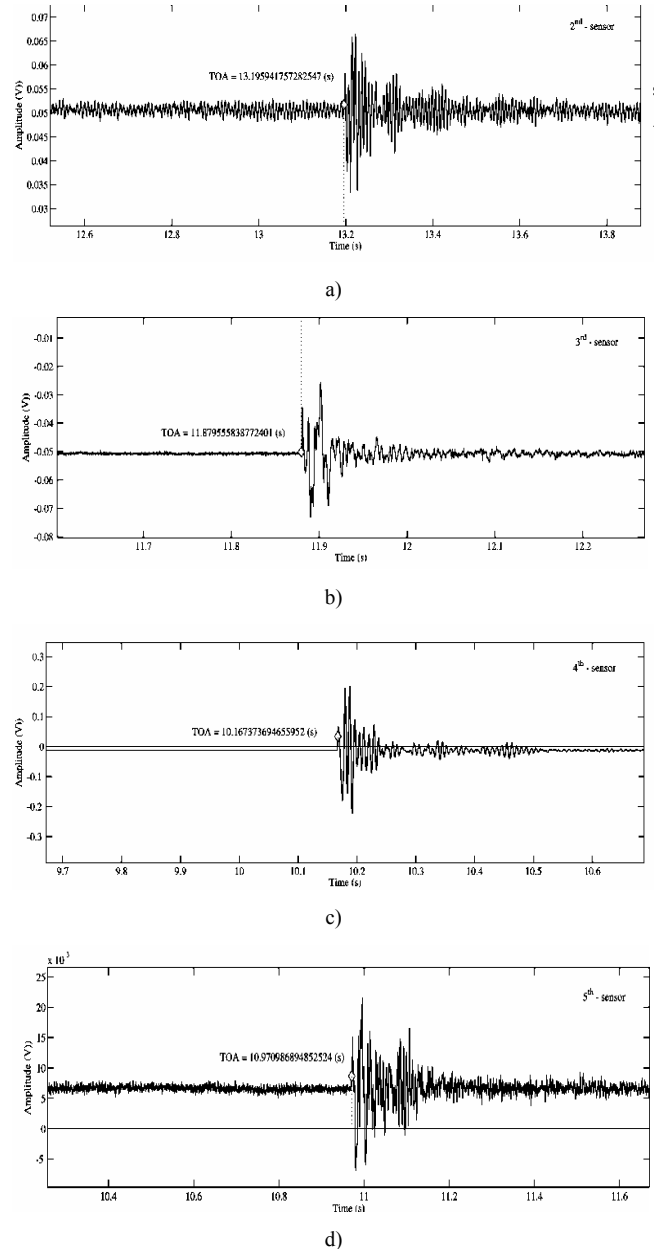 0.07
0.065
0.06
0.055
0.05
0.045
0.04
0.035
0.03
Amplitude (V))
2nd - sensor
TOA = 13.195941757282547 (s)
12.6 12.8 13 13.2 13.4 13.6 13.8
Time (s)
a)
-0.01
-0.02
-0.03
-0.04
-0.05
-0.06
-0.07
-0.08
Amplitude (V))
3rd - sensor
TOA = 11.879555838772401 (s)
11.7 11.8 11.9 12 12.1 12.2
Time (s)
b)
0.3
0.2
0.1
0
-0.1
-0.2
-0.3
Amplitude (V))
4th - sensor
TOA = 10.167373694655952 (s)
9.7 9.8 9.9 10 10.1 10.2 10.3 10.4 10.5 10.6
Time (s)
c)
x 10-3
25
20
15
10
5
0
-5
Amplitude (V))
5th - sensor
TOA = 10.970986894852524 (s)
10.4 10.6 10.8 11 11.2 11.4 11.6
Time (s)
d)